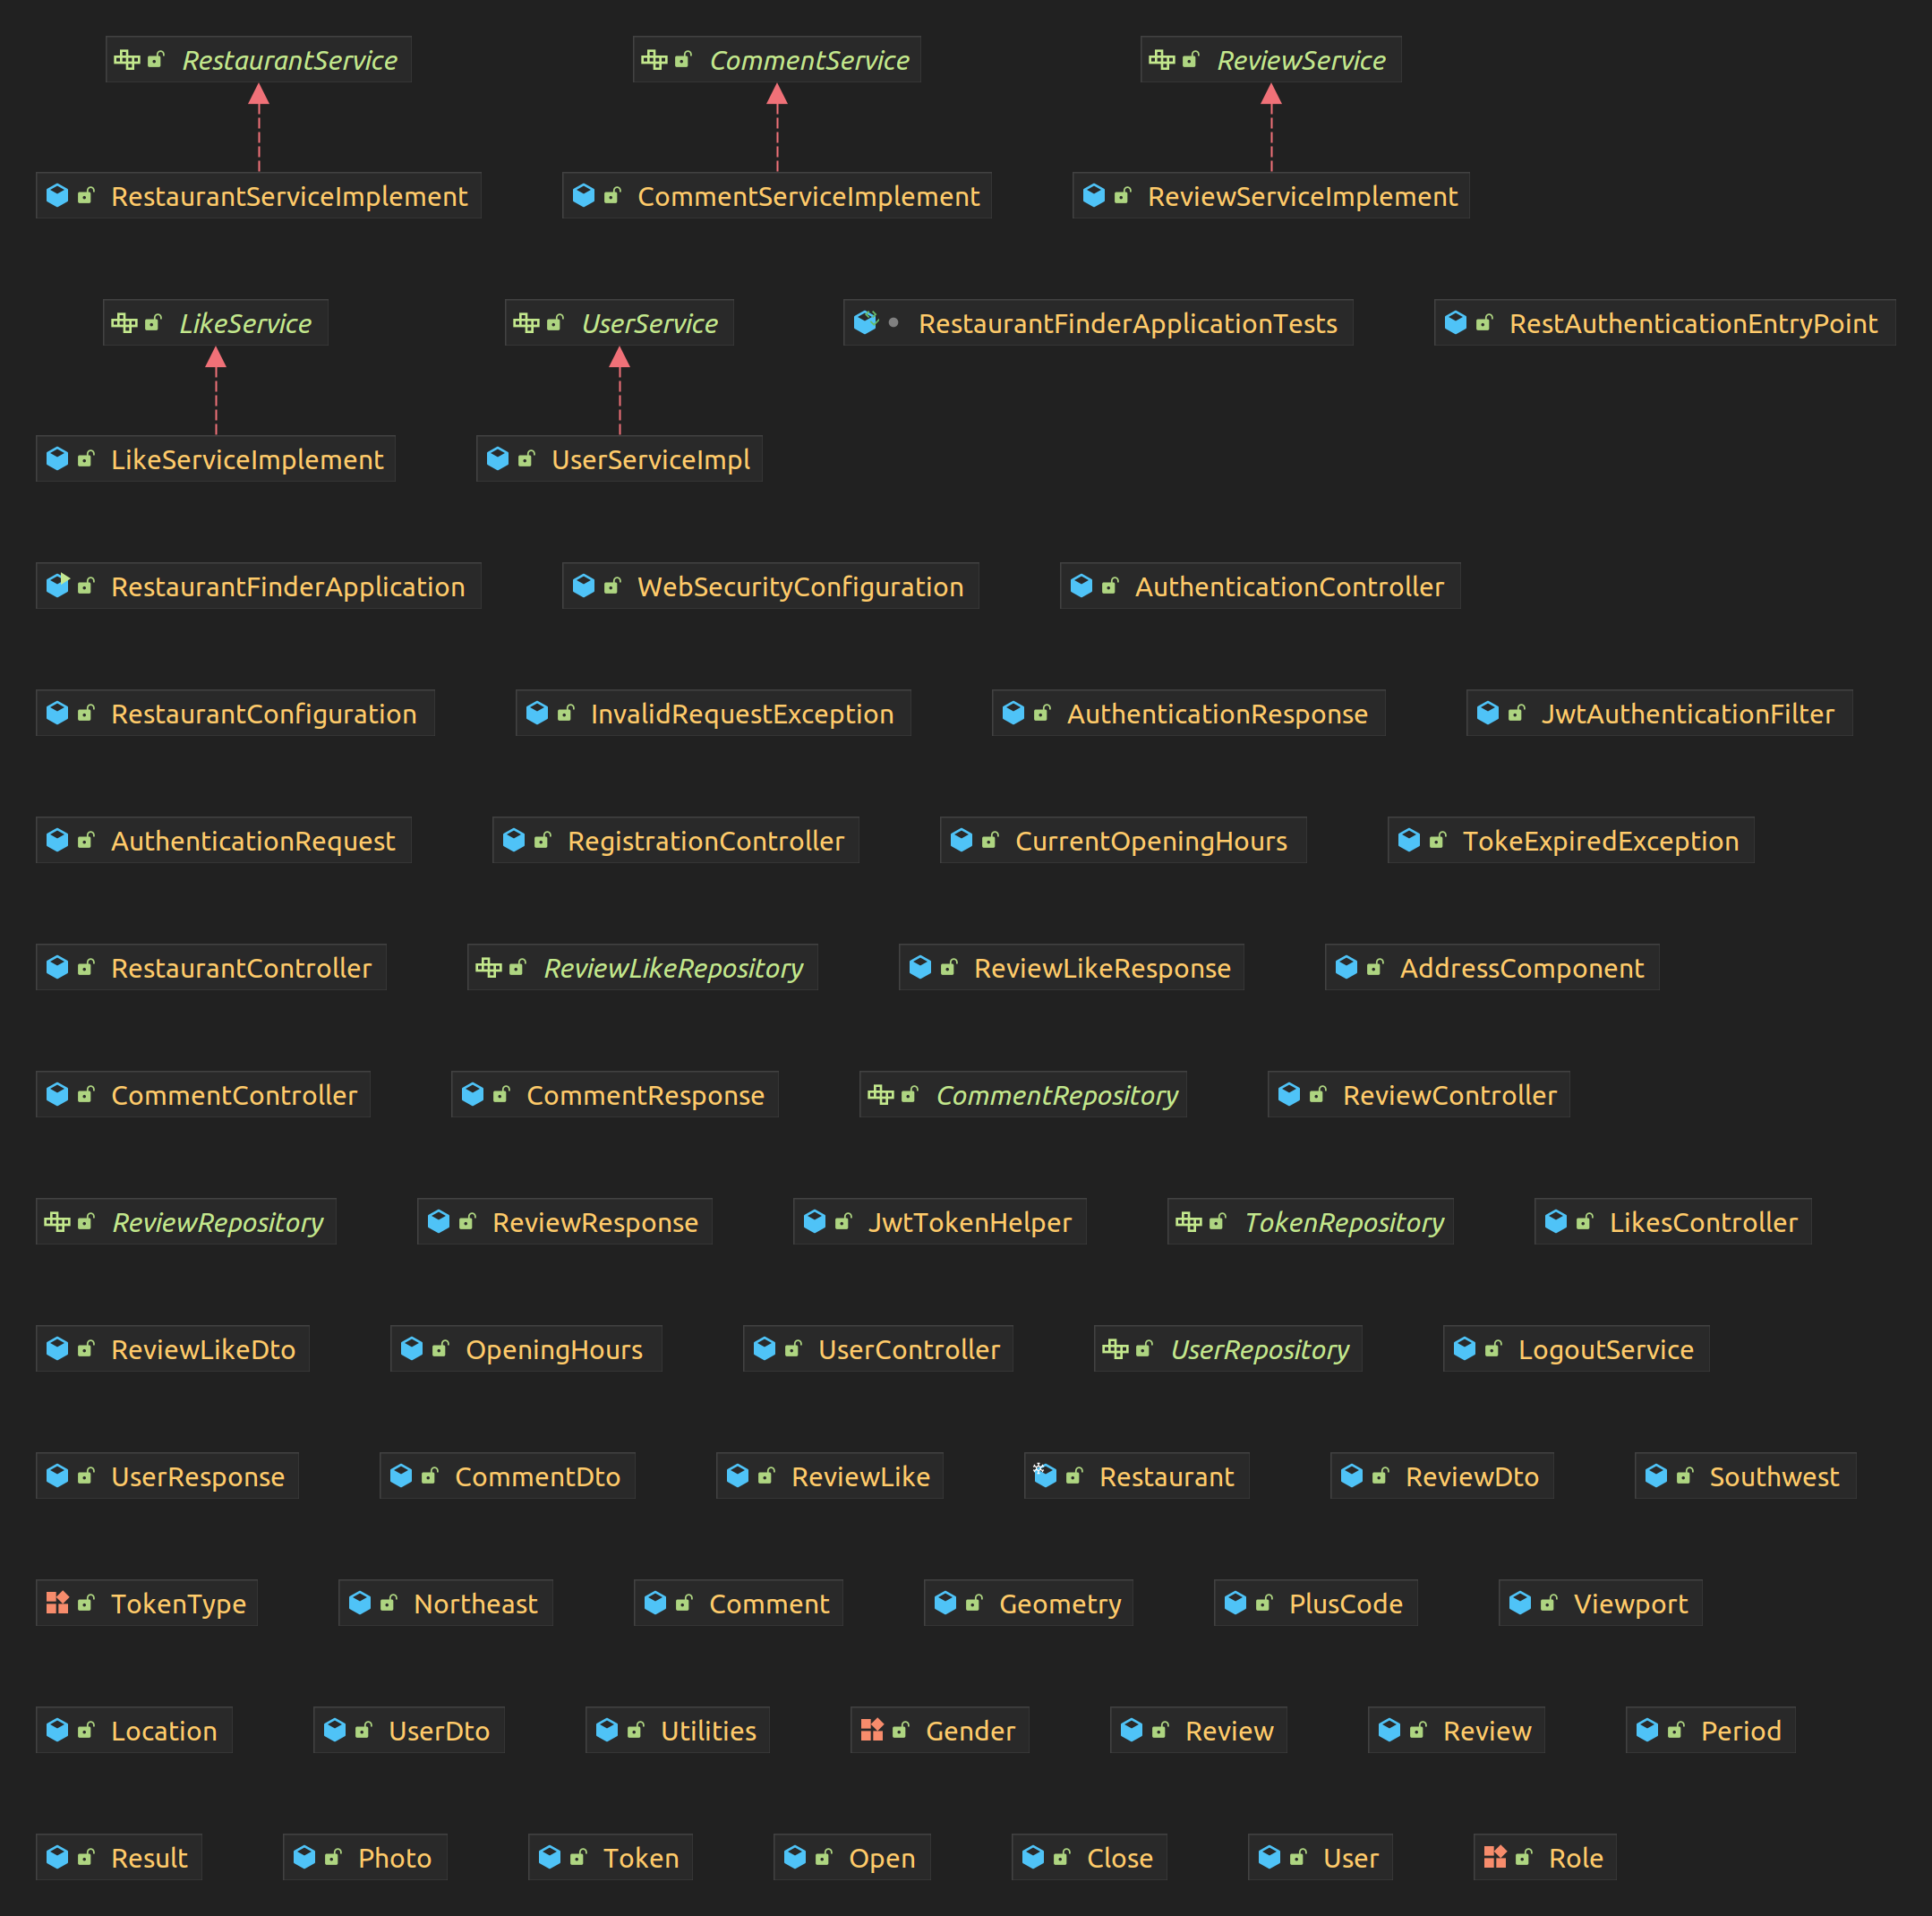 RestaurantService CommentService ReviewService
RestaurantServiceImplement CommentServiceImplement ReviewServiceImplement
LikeService UserService RestaurantFinderApplicationTests RestAuthenticationEntryPoint
LikeServiceImplement UserServiceImpl
RestaurantFinderApplication WebSecurityConfiguration AuthenticationController
RestaurantConfiguration InvalidRequestException AuthenticationResponse JwtAuthenticationFilter
AuthenticationRequest RegistrationController CurrentOpeningHours TokeExpiredException
RestaurantController ReviewLikeRepository ReviewLikeResponse AddressComponent
CommentController CommentResponse CommentRepository ReviewController
ReviewRepository ReviewResponse JwtTokenHelper TokenRepository LikesController
ReviewLikeDto OpeningHours UserController UserRepository LogoutService
UserResponse CommentDto ReviewLike Restaurant ReviewDto Southwest
TokenType Northeast Comment Geometry PlusCode Viewport
Location UserDto Utilities Gender Review Review Period
Result Photo Token Open Close User Role